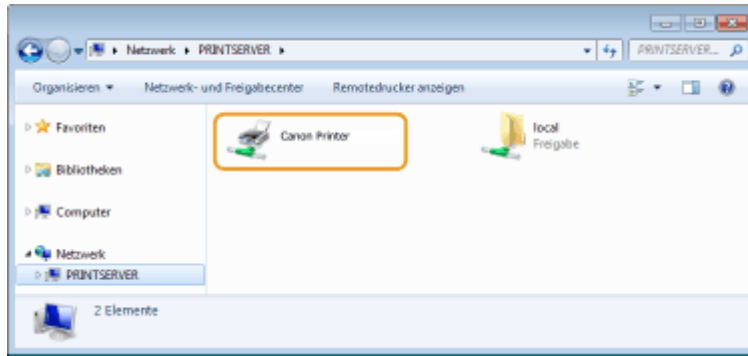 Netzwerk ▸ PRINTSERVER ▸
PRINTSERVER...
Organisieren Netzwerk- und Freigabecenter Remotedrucker anzeigen
Favoriten
Canon Printer
local
Freigabe
Bibliotheken
Computer
Netzwerk
PRINTSERVER
2 Elemente